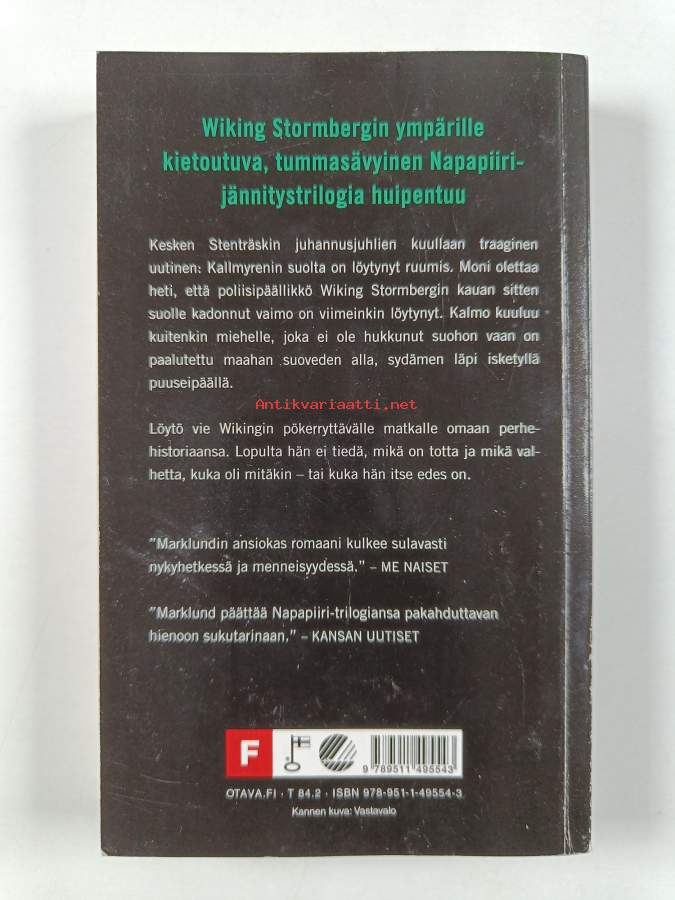 Wiking Stormbergin ympärille
kietoutuva, tummasävyinen Napapiiri-
jännitystrilogia huipentuu
Kesken Stenträskin juhannusjuhlien kuullaan traaginen
uutinen: Kallmyrenin suolta on löytynyt ruumis. Moni olettaa
heti, että poliisipäällikkö Wiking Stormbergin kauan sitten
suolle kadonnut vaimo on viimeinkin löytynyt. Kalmo kuuluu
kuitenkin miehelle, joka ei ole hukkunut suohon vaan on
paalutettu maahan suoveden alla, sydämen läpi isketyllä
puuseipäällä.
Antikvariaatti.net
Löytö vie Wikingin pökerryttävälle matkalle omaan perhe-
historiaansa. Lopulta hän ei tiedä, mikä on totta ja mikä val-
hetta, kuka oli mitäkin – tai kuka hän itse edes on.
"Marklundin ansiokas romaani kulkee sulavasti
nykyhetkessä ja menneisyydessä." – ME NAISET
"Marklund päättää Napapiiri-trilogiansa pakahduttavan
hienoon sukutarinaan." – KANSAN UUTISET
F
9 789511 495543
OTAVA.FI · T 84.2 · ISBN 978-951-1-49554-3
Kannen kuva: Vastavalo